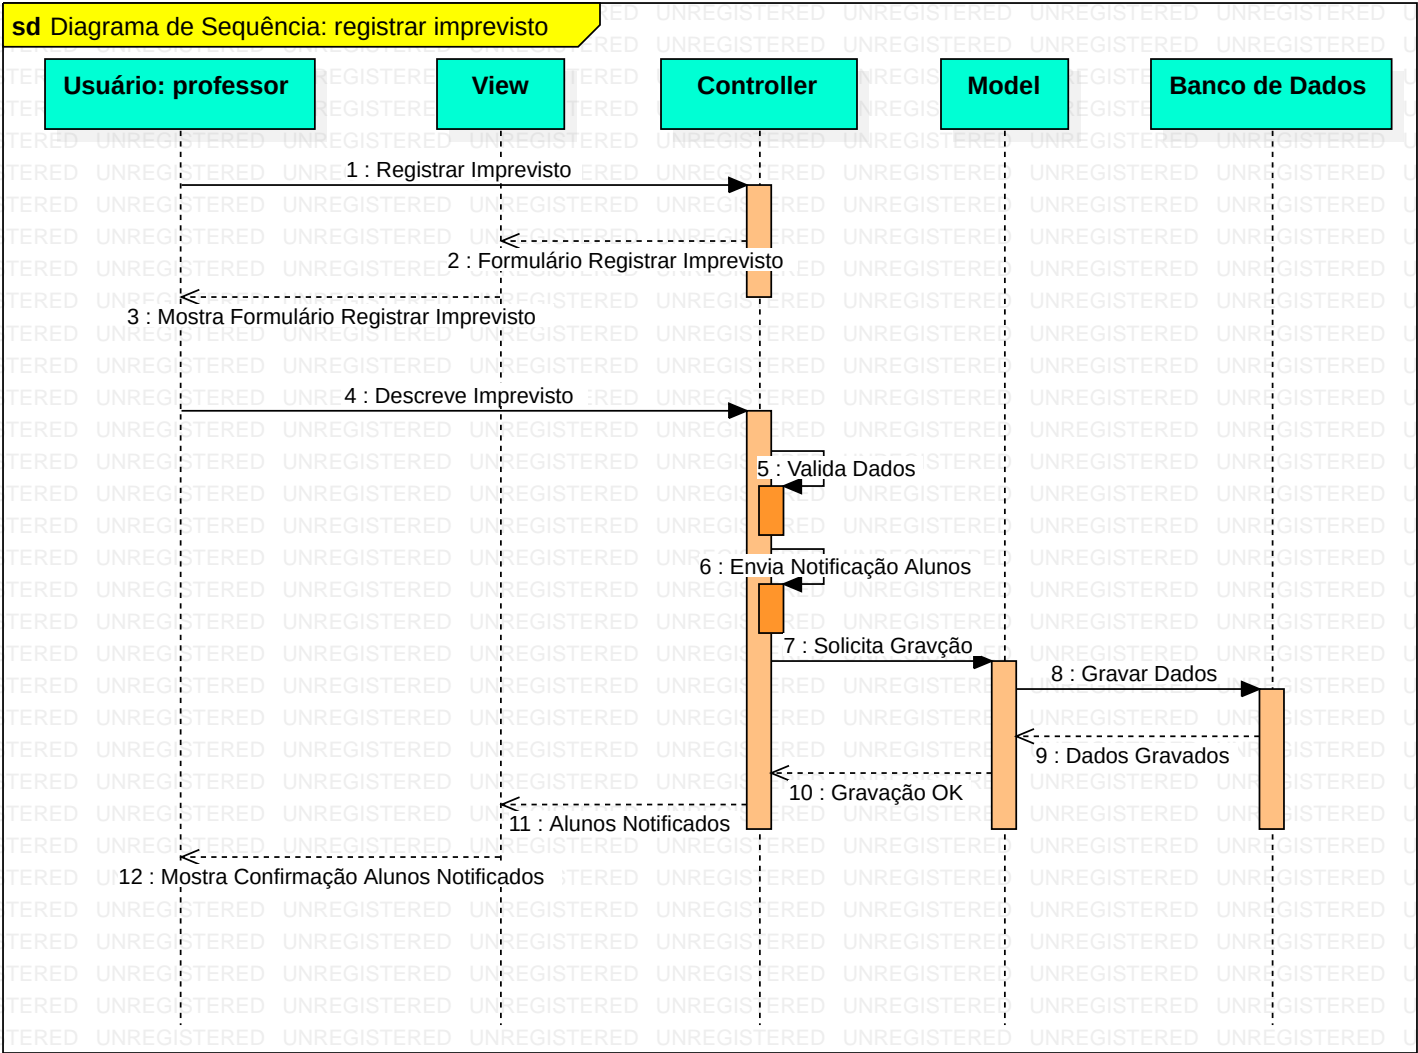 sd Diagrama de Sequência: registrar imprevisto
Usuário: professor
View
Controller
Model
Banco de Dados
1 : Registrar Imprevisto
2 : Formulário Registrar Imprevisto
3 : Mostra Formulário Registrar Imprevisto
4 : Descreve Imprevisto
5 : Valida Dados
6 : Envia Notificação Alunos
7 : Solicita Gravção
8 : Gravar Dados
9 : Dados Gravados
10 : Gravação OK
11 : Alunos Notificados
12 : Mostra Confirmação Alunos Notificados
UNREGISTERED